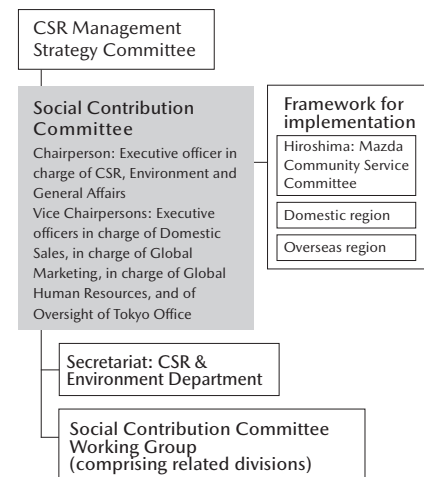 CSR Management
Strategy Committee
Social Contribution
Committee
Chairperson: Executive officer in
charge of CSR, Environment and
General Affairs
Vice Chairpersons: Executive
officers in charge of Domestic
Sales, in charge of Global
Marketing, in charge of Global
Human Resources, and of
Oversight of Tokyo Office
Framework for
implementation
Hiroshima: Mazda
Community Service
Committee
Domestic region
Overseas region
Secretariat: CSR &
Environment Department
Social Contribution Committee
Working Group
(comprising related divisions)